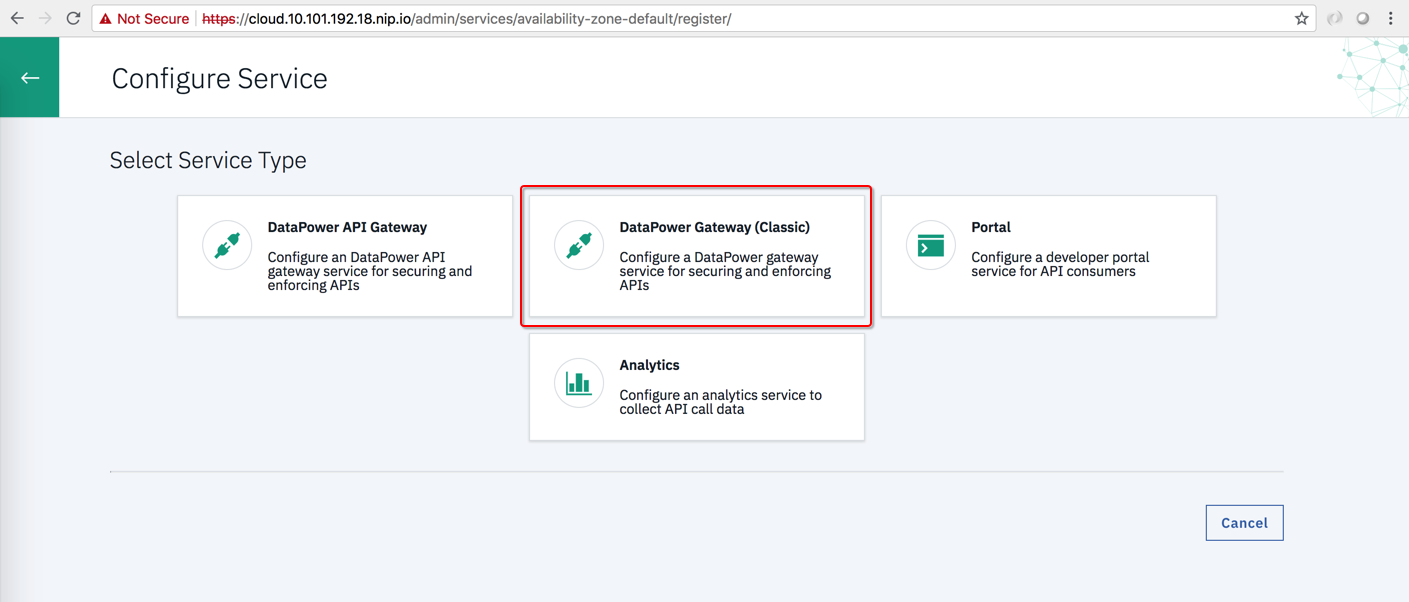 Not Secure
https://cloud.10.101.192.18.nip.io/admin/services/availability-zone-default/register/
Configure Service
Select Service Type
DataPower API Gateway
Configure an DataPower API
gateway service for securing and
enforcing APIs
DataPower Gateway (Classic)
Configure a DataPower gateway
service for securing and enforcing
APIs
Portal
Configure a developer portal
service for API consumers
Analytics
Configure an analytics service to
collect API call data
Cancel